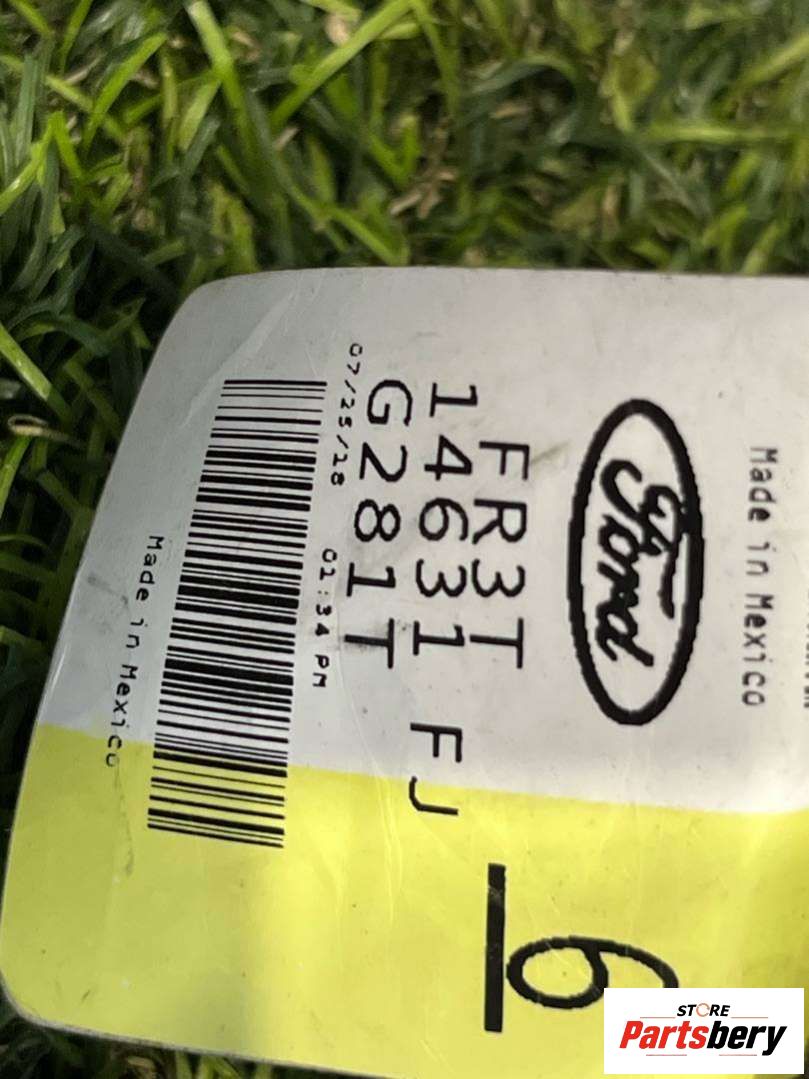 Made in Mexico
Ford
FR3T
14631 FJ
G281T
07/25/18 01:34 PM
Made in Mexico
6
STORE
Partsbery